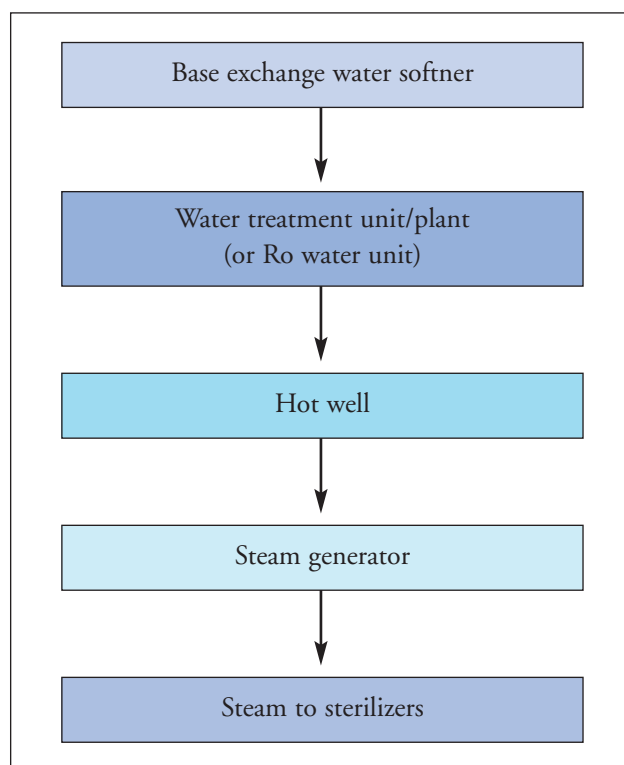 Base exchange water softner
Water treatment unit/plant
(or Ro water unit)
Hot well
Steam generator
Steam to sterilizers